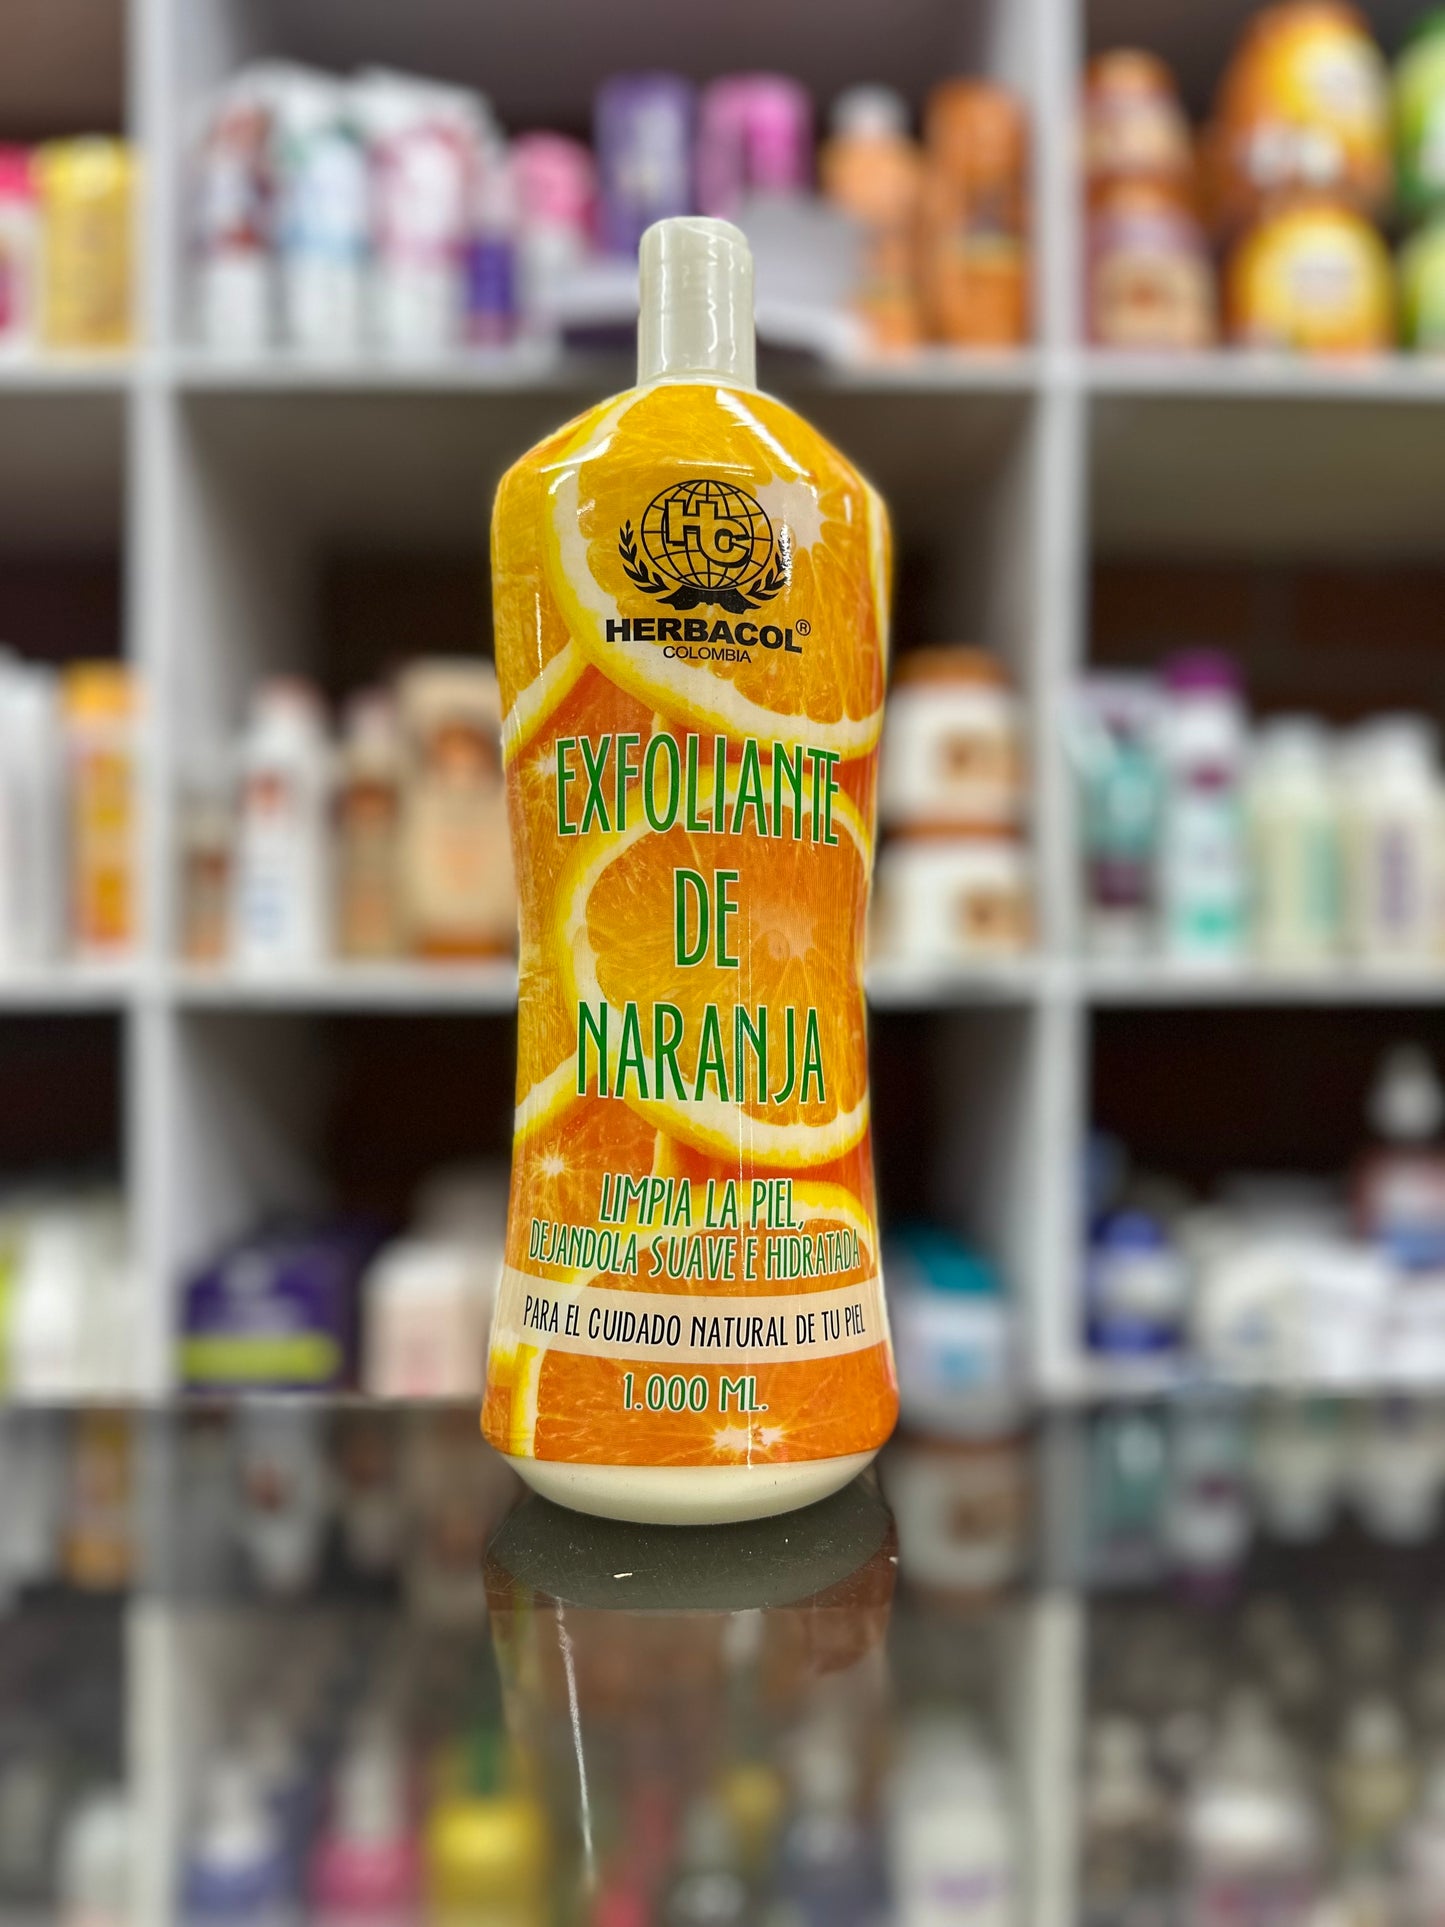 HC
HERBACOL®
COLOMBIA
EXFOLIANTE
DE
NARANJA
LIMPIA LA PIEL,
DEJANDOLA SUAVE E HIDRATADA
PARA EL CUIDADO NATURAL DE TU PIEL
1.000 ML.